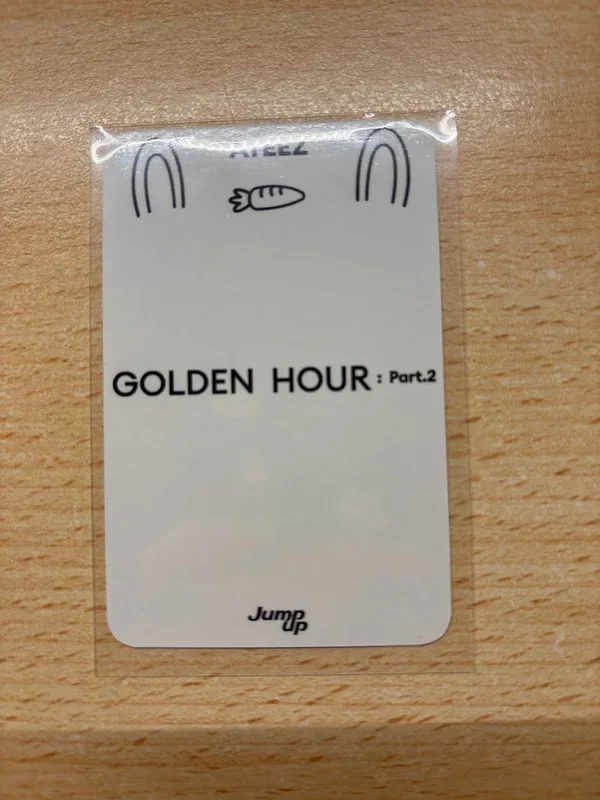 ATEEZ
GOLDEN HOUR : Part.2
Jump
up